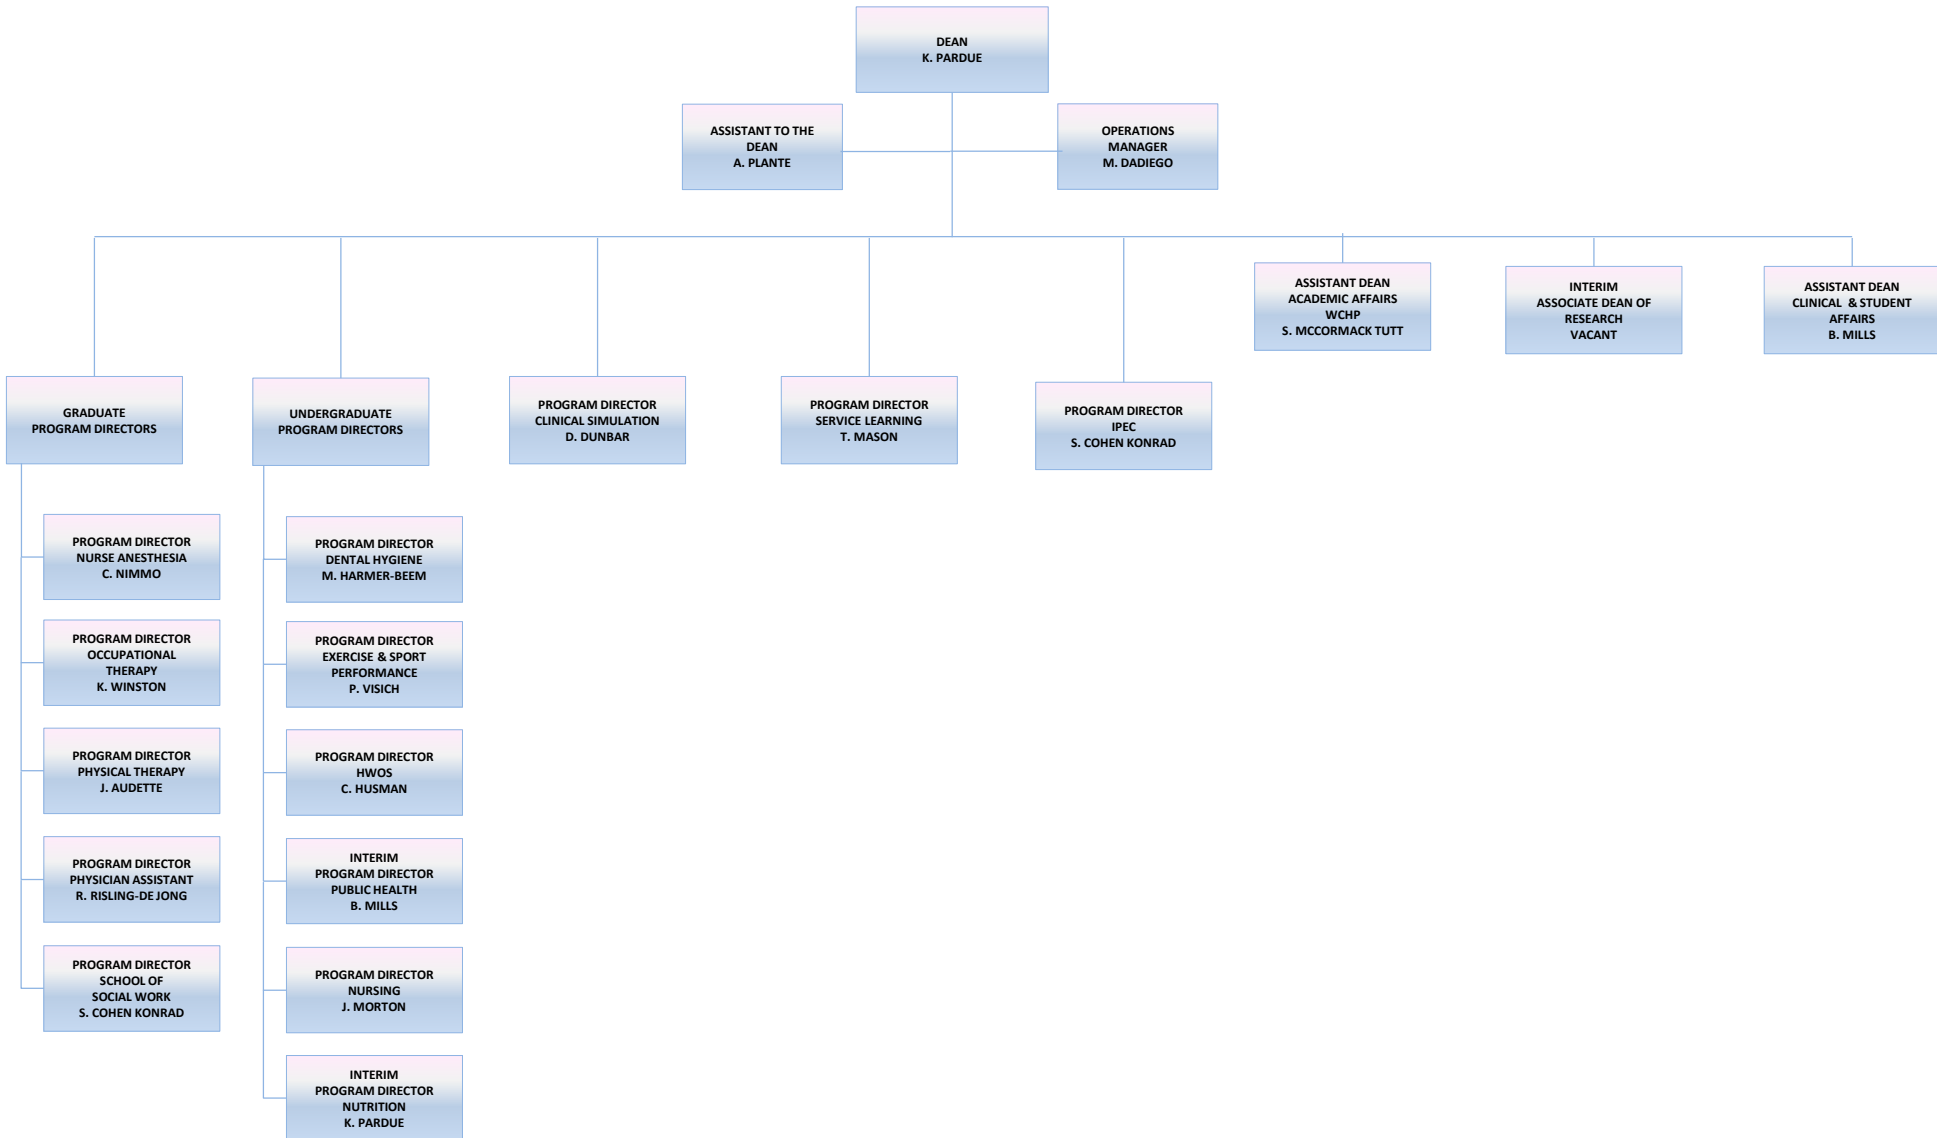 DEAN
K. PARDUE
ASSISTANT TO THE
DEAN
A. PLANTE
OPERATIONS
MANAGER
M. DADIEGO
ASSISTANT DEAN
ACADEMIC AFFAIRS
WCHP
S. MCCORMACK TUTT
INTERIM
ASSOCIATE DEAN OF
RESEARCH
VACANT
ASSISTANT DEAN
CLINICAL & STUDENT
AFFAIRS
B. MILLS
GRADUATE
PROGRAM DIRECTORS
UNDERGRADUATE
PROGRAM DIRECTORS
PROGRAM DIRECTOR
CLINICAL SIMULATION
D. DUNBAR
PROGRAM DIRECTOR
SERVICE LEARNING
T. MASON
PROGRAM DIRECTOR
IPEC
S. COHEN KONRAD
PROGRAM DIRECTOR
NURSE ANESTHESIA
C. NIMMO
PROGRAM DIRECTOR
OCCUPATIONAL
THERAPY
K. WINSTON
PROGRAM DIRECTOR
PHYSICAL THERAPY
J. AUDETTE
PROGRAM DIRECTOR
PHYSICIAN ASSISTANT
R. RISLING-DE JONG
PROGRAM DIRECTOR
SCHOOL OF
SOCIAL WORK
S. COHEN KONRAD
PROGRAM DIRECTOR
DENTAL HYGIENE
M. HARMER-BEEM
PROGRAM DIRECTOR
EXERCISE & SPORT
PERFORMANCE
P. VISICH
PROGRAM DIRECTOR
HWOS
C. HUSMAN
INTERIM
PROGRAM DIRECTOR
PUBLIC HEALTH
B. MILLS
PROGRAM DIRECTOR
NURSING
J. MORTON
INTERIM
PROGRAM DIRECTOR
NUTRITION
K. PARDUE